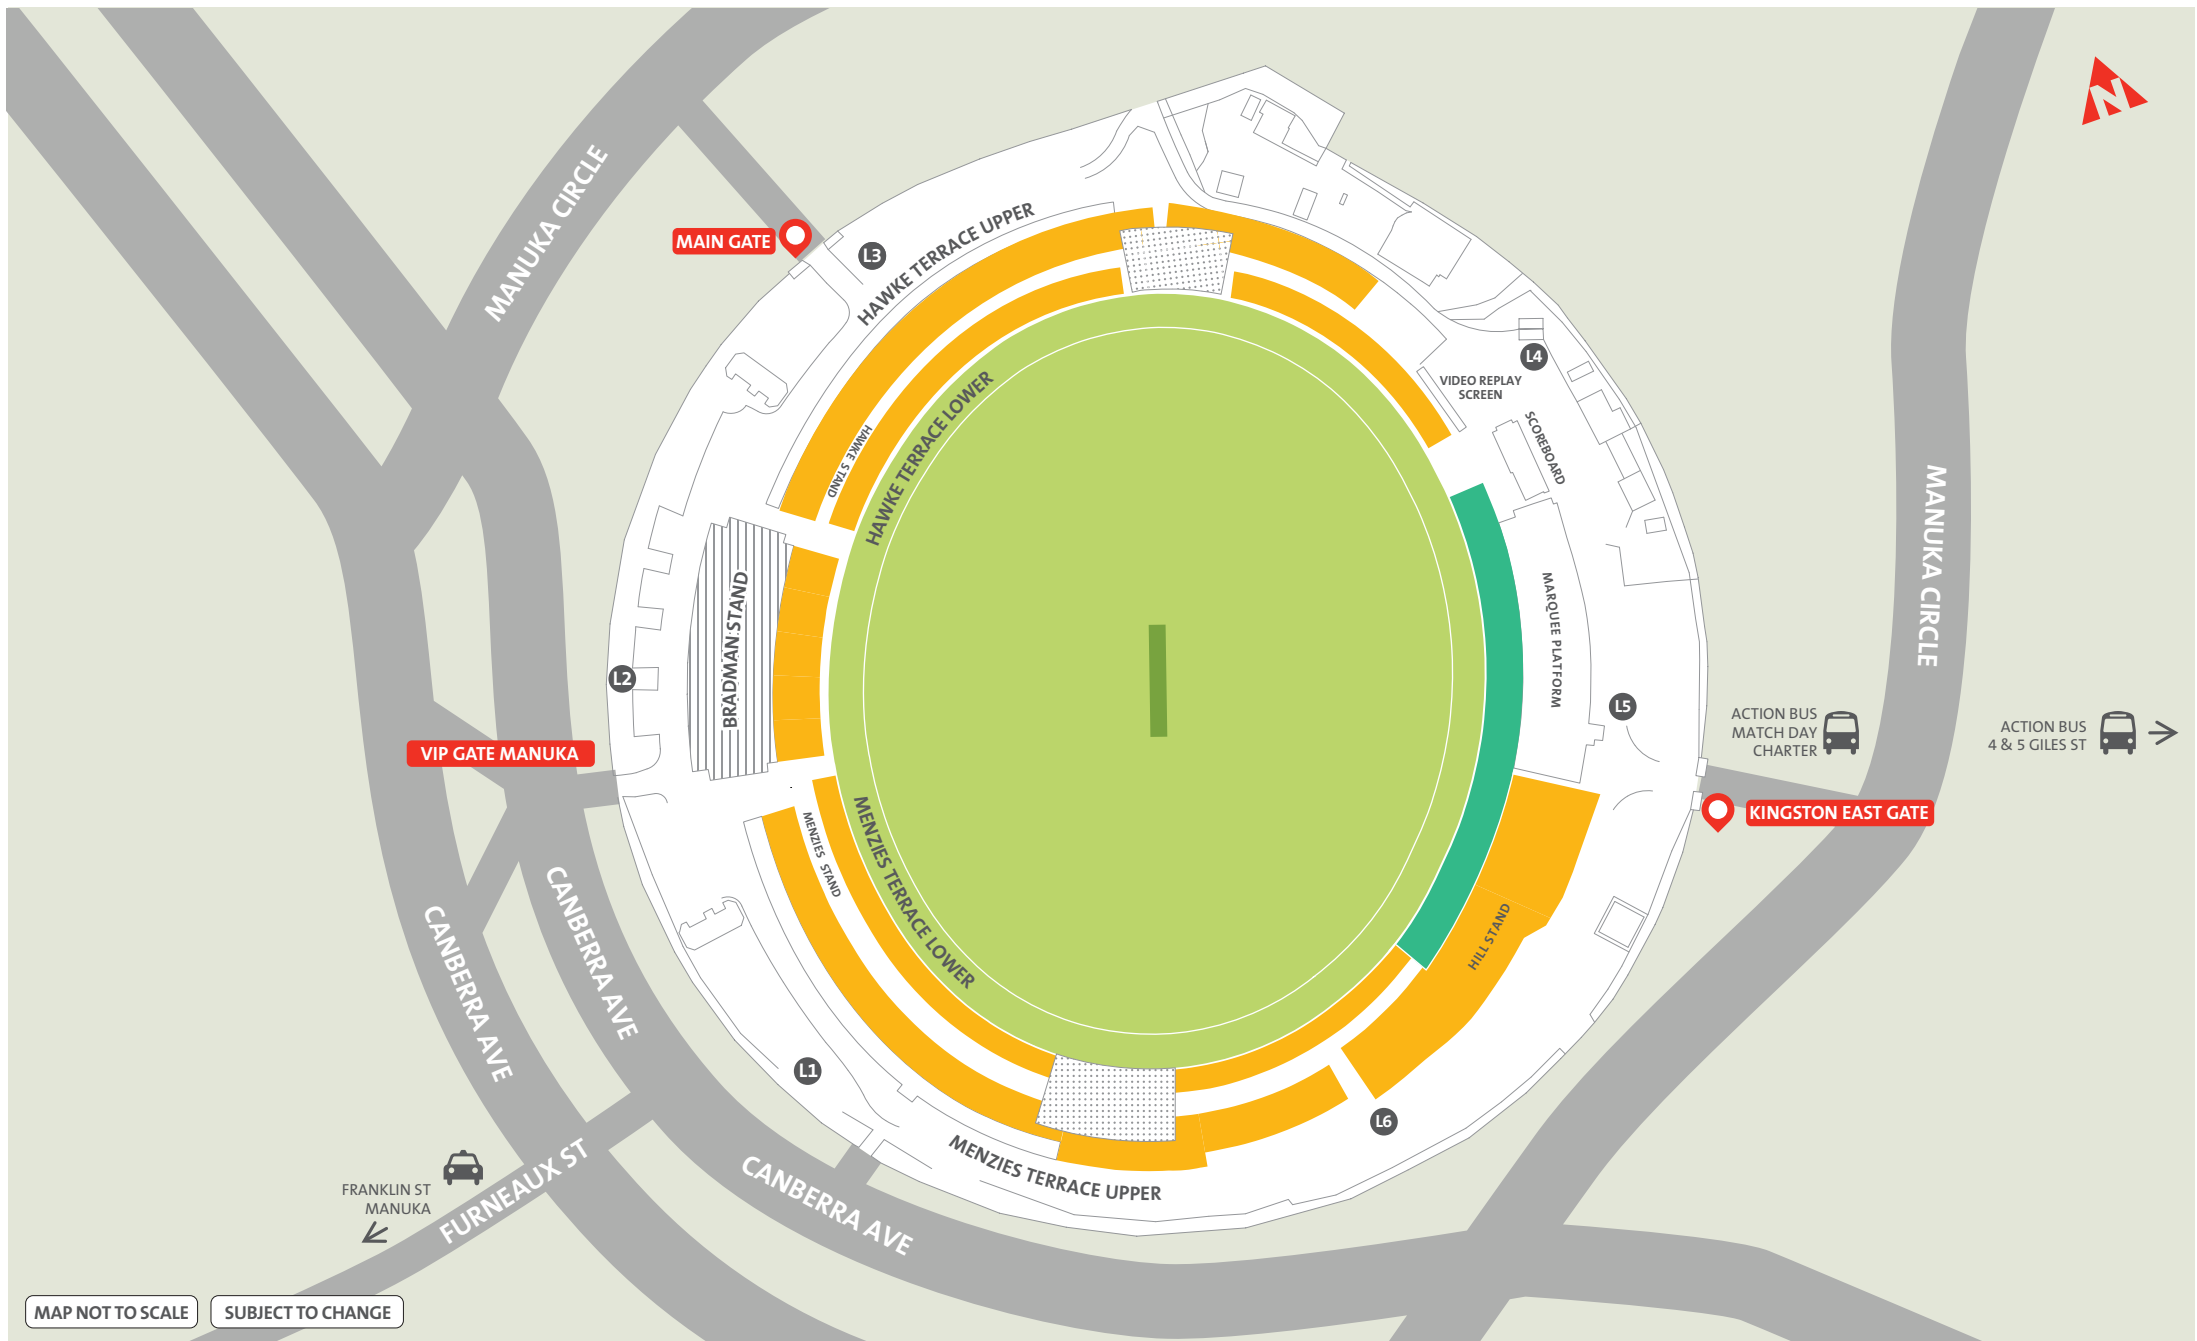 MANUKA CIRCLE
MAIN GATE
L3
HAWKE TERRACE UPPER
HAWKE STAND
HAWKE TERRACE LOWER
L4
VIDEO REPLAY
SCREEN
SCOREBOARD
MANUKA CIRCLE
MARQUEE PLATFORM
BRADMAN STAND
L2
VIP GATE MANUKA
L5
ACTION BUS
MATCH DAY
CHARTER
ACTION BUS
4 & 5 GILES ST
KINGSTON EAST GATE
MENZIES STAND
MENZIES TERRACE LOWER
HILL STAND
CANBERRA AVE
CANBERRA AVE
L1
L6
MENZIES TERRACE UPPER
CANBERRA AVE
FRANKLIN ST
MANUKA
FURNEAUX ST
MAP NOT TO SCALE
SUBJECT TO CHANGE